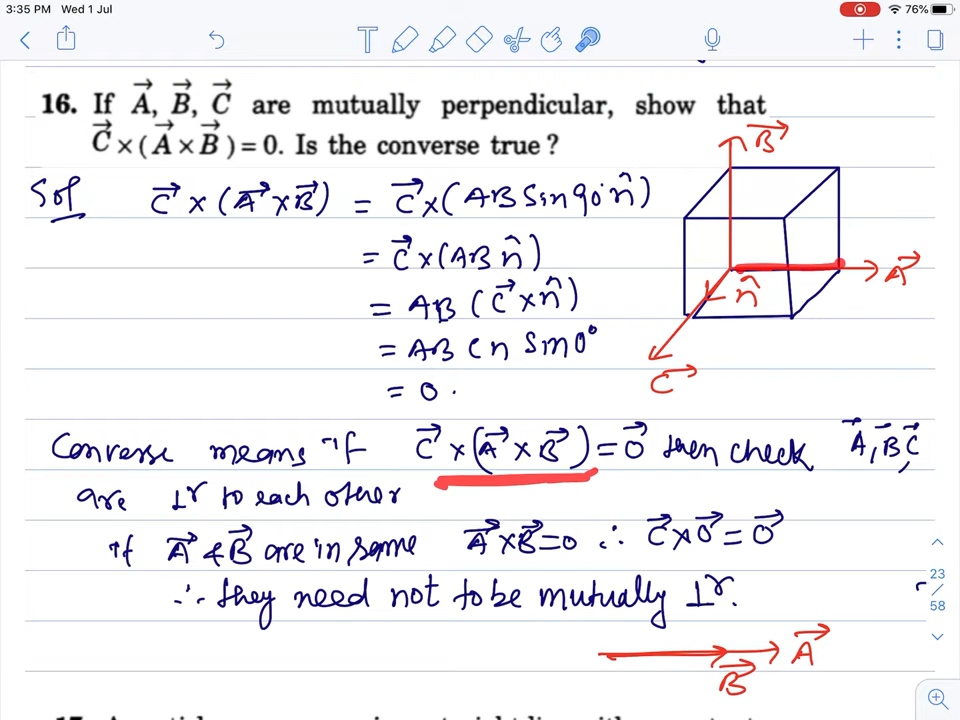 3:35 PM Wed 1 Jul 76%
16. If A⃗, B⃗, C⃗ are mutually perpendicular, show that
C⃗ × (A⃗ × B⃗) = 0. Is the converse true ?
B⃗
Sol C⃗ × (A⃗ × B⃗) = C⃗ × (AB Sin 90° n̂)
= C⃗ × (AB n̂)
A⃗
n̂
= AB (C⃗ × n̂)
= AB Cn Sin 0°
C⃗
= 0 .
Converse means if C⃗ × (A⃗ × B⃗) = 0⃗ then check A⃗, B⃗, C⃗
are ⊥r to each other
if A⃗ & B⃗ are in same A⃗ × B⃗ = 0 ∴ C⃗ × 0⃗ = 0⃗
∴ they need not to be mutually ⊥r.
23
/
58
A⃗
B⃗